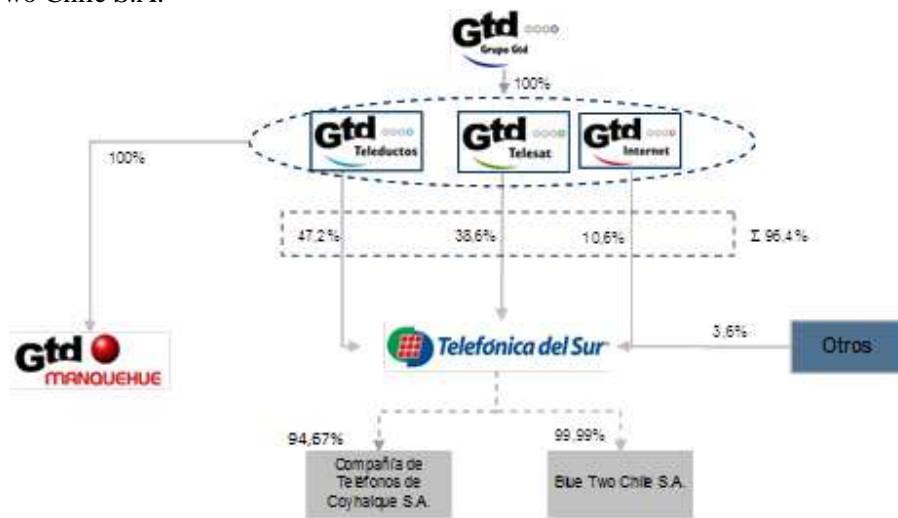 Two Chile S.A.
Gtd
Grupo Gtd
100%
Gtd
Teleductos
Gtd
Telesat
Gtd
Internet
100%
47,2%
38,6%
10,6%
Σ 96,4%
Gtd
MANQUEHUE
Telefónica del Sur
3,6%
Otros
94,67%
99,99%
Compañía de
Teléfonos de
Coyhaique S.A.
Blue Two Chile S.A.